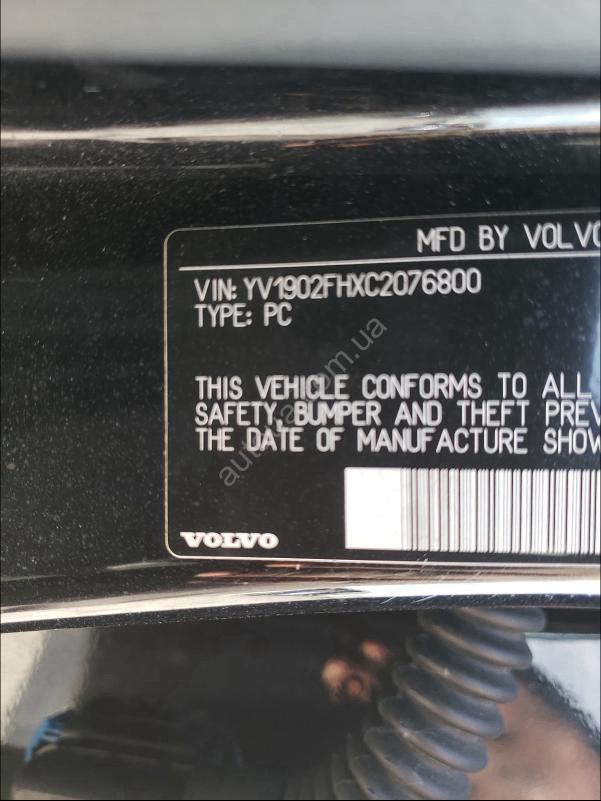 MFD BY VOLVO
VIN: YV1902FHXC2076800
TYPE: PC
THIS VEHICLE CONFORMS TO ALL
SAFETY, BUMPER AND THEFT PREV
THE DATE OF MANUFACTURE SHOW
VOLVO